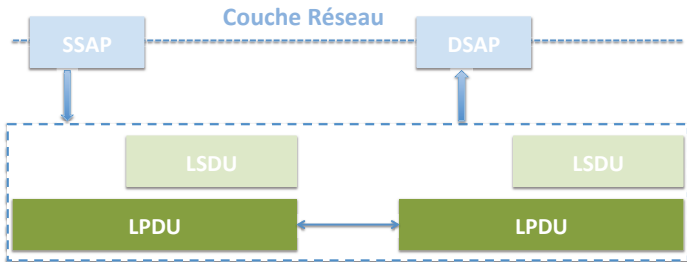 Couche Réseau
SSAP
DSAP
LSDU
LSDU
LPDU
LPDU